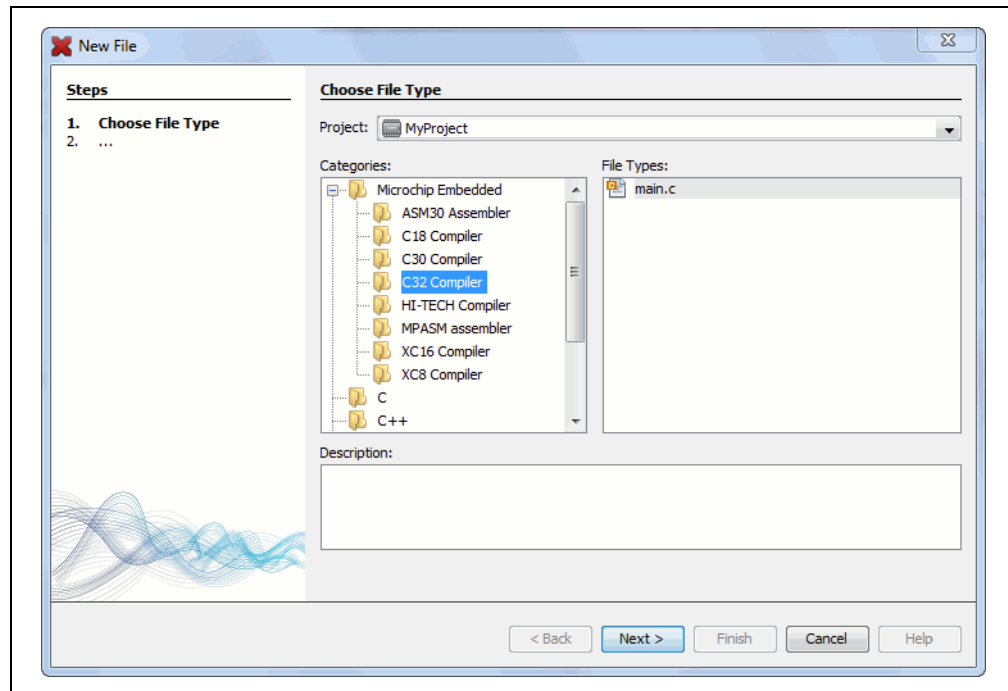 New File
Steps
1. Choose File Type
2. ...
Choose File Type
Project: MyProject
Categories:
Microchip Embedded
ASM30 Assembler
C18 Compiler
C30 Compiler
C32 Compiler
HI-TECH Compiler
MPASM assembler
XC16 Compiler
XC8 Compiler
C
C++
File Types:
main.c
Description:
< Back Next > Finish Cancel Help